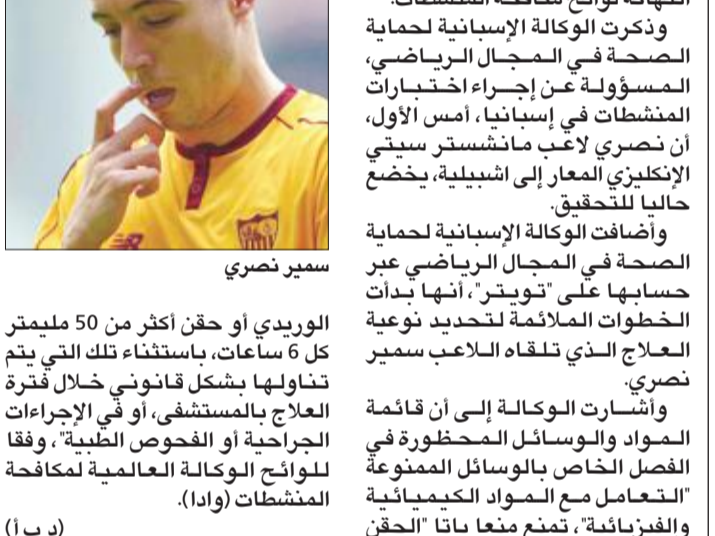 وذكرت الوكالة الإسبانية لحماية
الصحة في المجال الرياضي،
المسؤولة عن إجراء اختبارات
المنشطات في إسبانيا، أمس الأول،
أن نصري لاعب مانشستر سيتي
الإنكليزي المعار إلى اشبيلية، يخضع
حاليا للتحقيق.
وأضافت الوكالة الإسبانية لحماية
الصحة في المجال الرياضي عبر
حسابها على "تويتر"، أنها بدأت
الخطوات الملائمة لتحديد نوعية
العلاج الذي تلقاه اللاعب سمير
نصري.
وأشارت الوكالة إلى أن قائمة
المواد والوسائل المحظورة في
الفصل الخاص بالوسائل الممنوعة
"التعامل مع المواد الكيميائية
والفيزيائية"، تمنع منعا باتا "الحقن
سمير نصري
الوريدي أو حقن أكثر من 50 مليمتر
كل 6 ساعات، باستثناء تلك التي يتم
تناولها بشكل قانوني خلال فترة
العلاج بالمستشفى، أو في الإجراءات
الجراحية أو الفحوص الطبية"، وفقا
للوائح الوكالة العالمية لمكافحة
المنشطات (وادا).
(د ب أ)